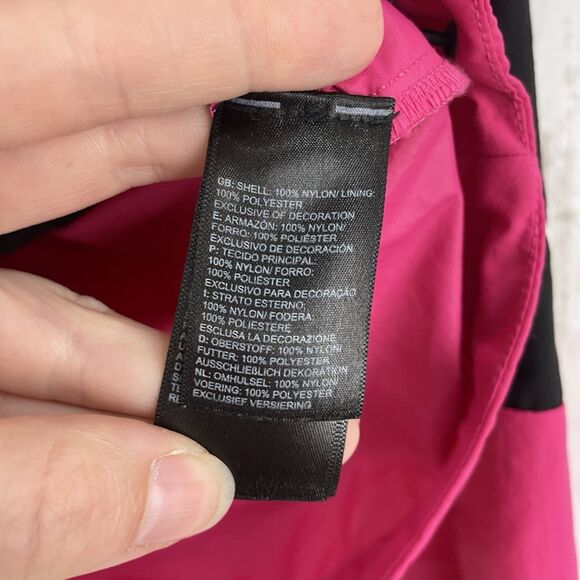 GB: SHELL: 100% NYLON/ LINING:
100% POLYESTER
EXCLUSIVE OF DECORATION
E: ARMAZÓN: 100% NYLON/
FORRO: 100% POLIÉSTER
EXCLUSIVO DE DECORACIÓN
P: TECIDO PRINCIPAL:
100% NYLON/ FORRO:
100% POLIÉSTER
EXCLUSIVO PARA DECORAÇÃO
I: STRATO ESTERNO:
100% NYLON/ FODERA:
100% POLIESTERE
ESCLUSA LA DECORAZIONE
D: OBERSTOFF: 100% NYLON/
FUTTER: 100% POLYESTER
AUSSCHLIEßLICH DEKORATION
NL: OMHULSEL: 100% NYLON/
VOERING: 100% POLYESTER
EXCLUSIEF VERSIERING